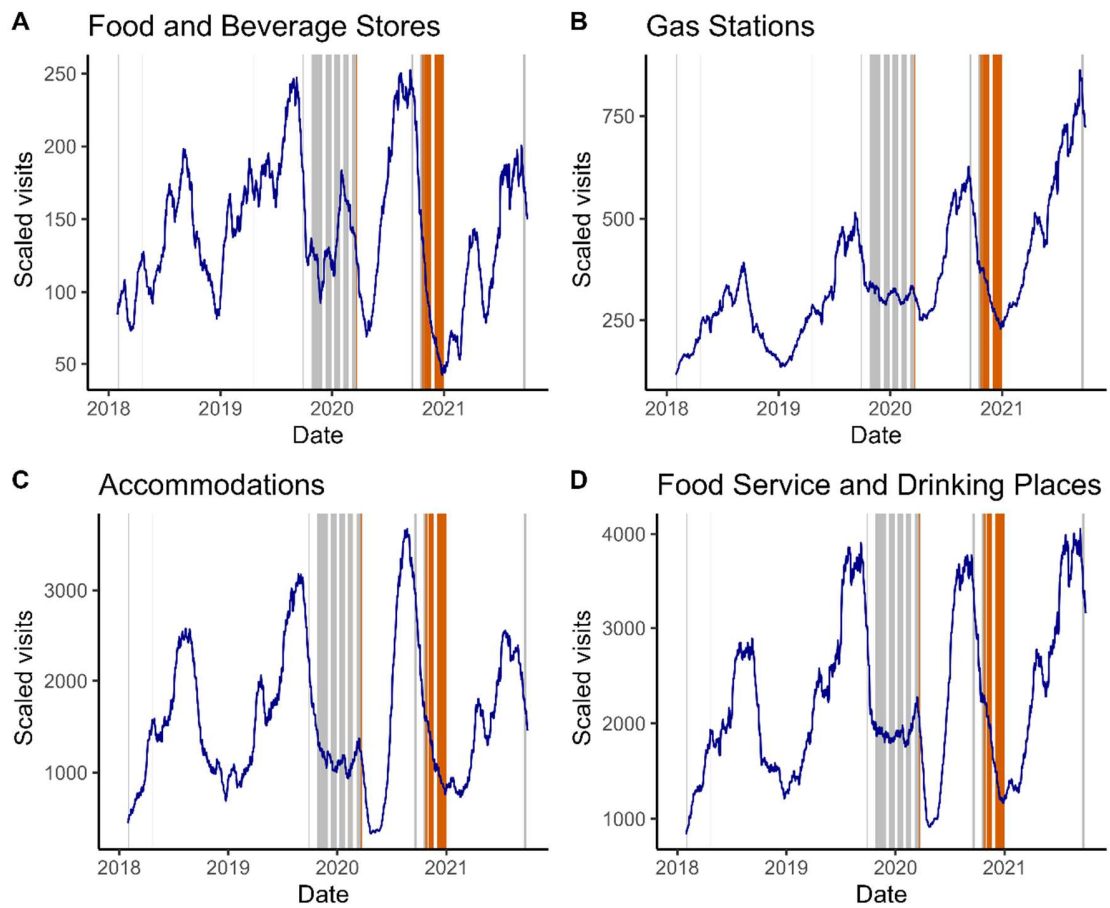 A Food and Beverage Stores
Scaled visits
250
200
150
100
50
2018 2019 2020 2021
Date
B Gas Stations
Scaled visits
750
500
250
2018 2019 2020 2021
Date
C Accommodations
Scaled visits
3000
2000
1000
2018 2019 2020 2021
Date
D Food Service and Drinking Places
Scaled visits
4000
3000
2000
1000
2018 2019 2020 2021
Date